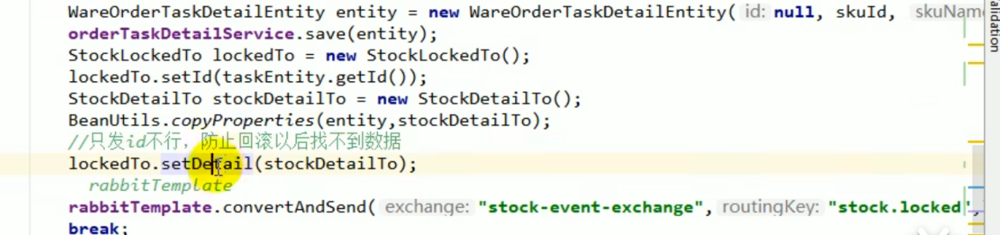 WareOrderTaskDetailEntity entity = new WareOrderTaskDetailEntity( id: null, skuId, skuName
orderTaskDetailService.save(entity);
StockLockedTo lockedTo = new StockLockedTo();
lockedTo.setId(taskEntity.getId());
StockDetailTo stockDetailTo = new StockDetailTo();
BeanUtils.copyProperties(entity,stockDetailTo);
//只发id不行，防止回滚以后找不到数据
lockedTo.setDetail(stockDetailTo);
rabbitTemplate
rabbitTemplate.convertAndSend( exchange: "stock-event-exchange", routingKey: "stock.locked",
break;
alidation